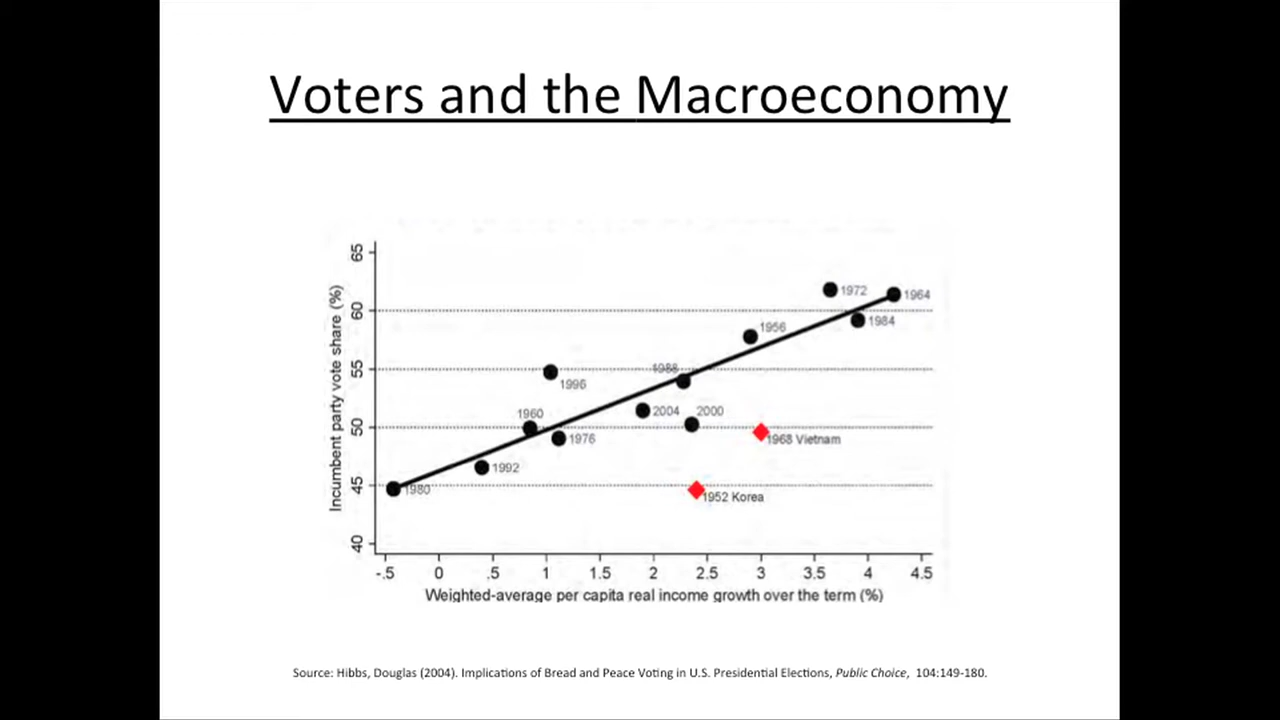 Voters and the Macroeconomy
Incumbent party vote share (%)
65
60
55
50
45
40
1972
1964
1984
1956
1988
1996
2004
2000
1960
1976
1968 Vietnam
1992
1980
1952 Korea
-.5 0 .5 1 1.5 2 2.5 3 3.5 4 4.5
Weighted-average per capita real income growth over the term (%)
Source: Hibbs, Douglas (2004). Implications of Bread and Peace Voting in U.S. Presidential Elections, Public Choice, 104:149-180.